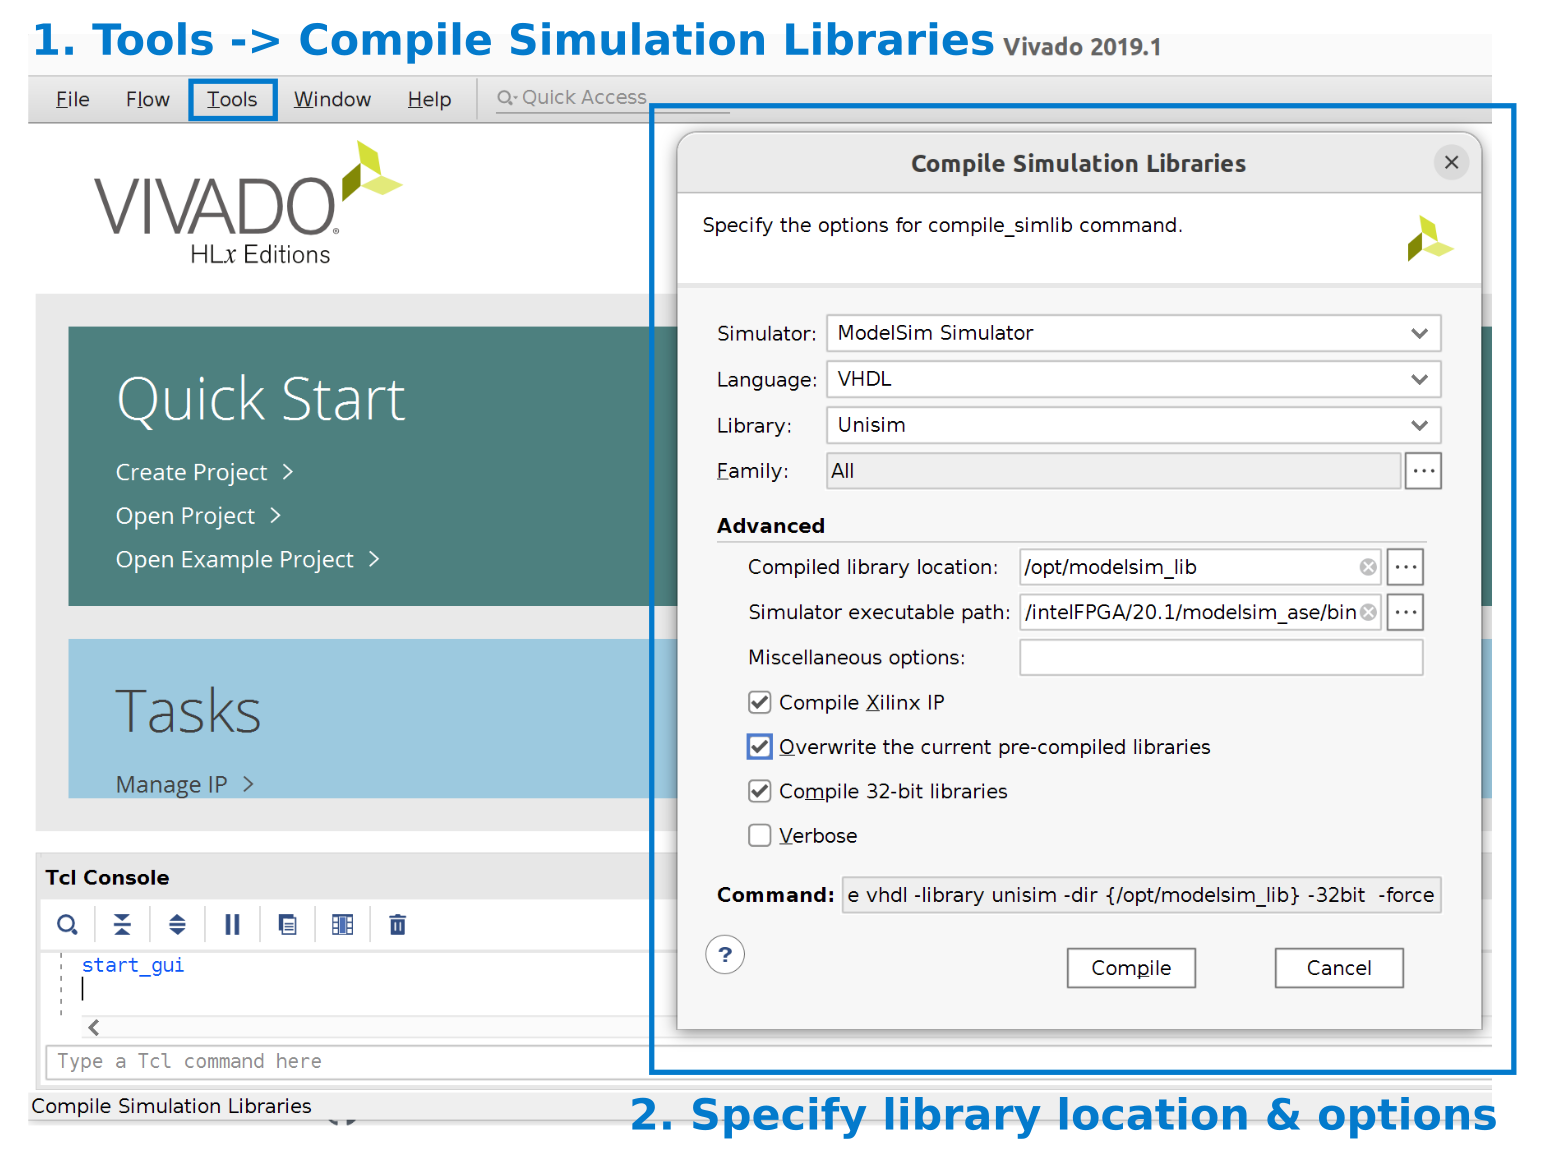 1. Tools -> Compile Simulation Libraries Vivado 2019.1
File Flow Tools Window Help Quick Access
VIVADO®
HLx Editions
Quick Start
Create Project >
Open Project >
Open Example Project >
Tasks
Manage IP >
Tcl Console
start_gui
Type a Tcl command here
Compile Simulation Libraries
Compile Simulation Libraries
Specify the options for compile_simlib command.
Simulator: ModelSim Simulator
Language: VHDL
Library: Unisim
Family: All ...
Advanced
Compiled library location: /opt/modelsim_lib ...
Simulator executable path: /intelFPGA/20.1/modelsim_ase/bin ...
Miscellaneous options:
Compile Xilinx IP
Overwrite the current pre-compiled libraries
Compile 32-bit libraries
Verbose
Command: e vhdl -library unisim -dir {/opt/modelsim_lib} -32bit -force
? Compile Cancel
2. Specify library location & options